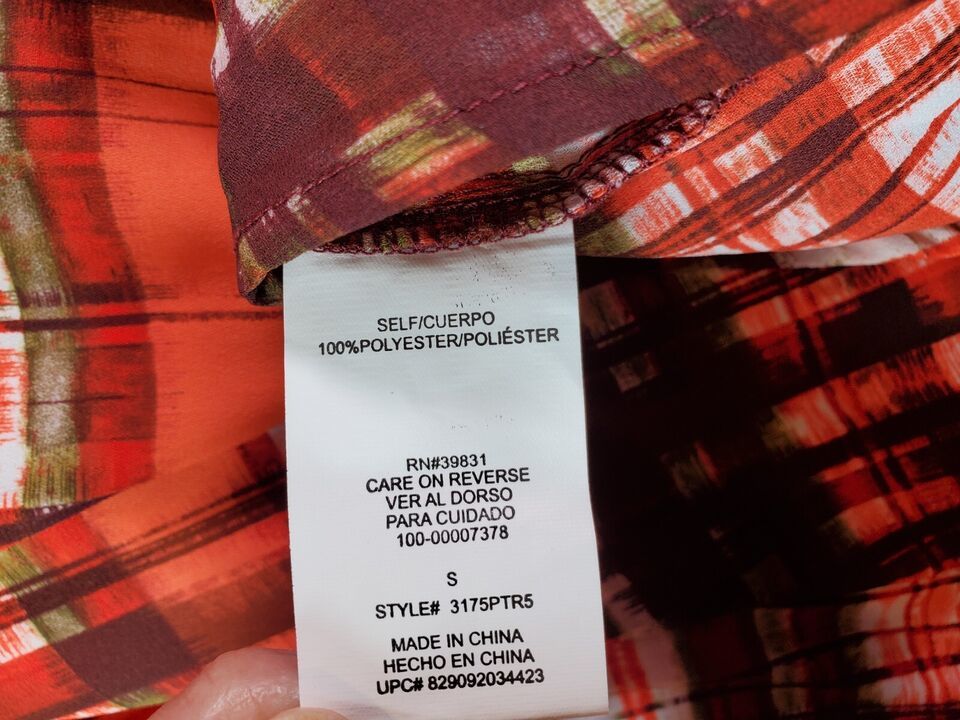 SELF/CUERPO
100%POLYESTER/POLIÉSTER
RN#39831
CARE ON REVERSE
VER AL DORSO
PARA CUIDADO
100-00007378
S
STYLE# 3175PTR5
MADE IN CHINA
HECHO EN CHINA
UPC# 829092034423